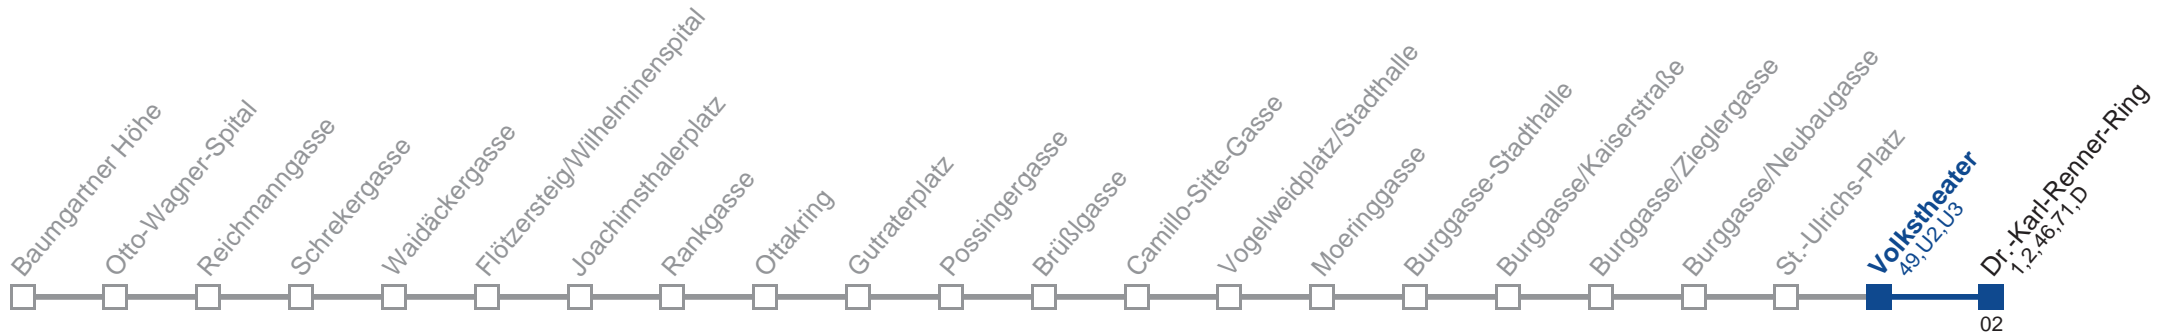 Baumgartner Höhe
Otto-Wagner-Spital
Reichmanngasse
Schrekergasse
Waidäckergasse
Flötzersteig/Wilhelminenspital
Joachimsthalerplatz
Rankgasse
Ottakring
Gutraterplatz
Possingergasse
Brüßlgasse
Camillo-Sitte-Gasse
Vogelweidplatz/Stadthalle
Moeringgasse
Burggasse-Stadthalle
Burggasse/Kaiserstraße
Burggasse/Zieglergasse
Burggasse/Neubaugasse
St.-Ulrichs-Platz
Volkstheater
49,U2,U3
Dr.-Karl-Renner-Ring
1,2,46,71,D
02